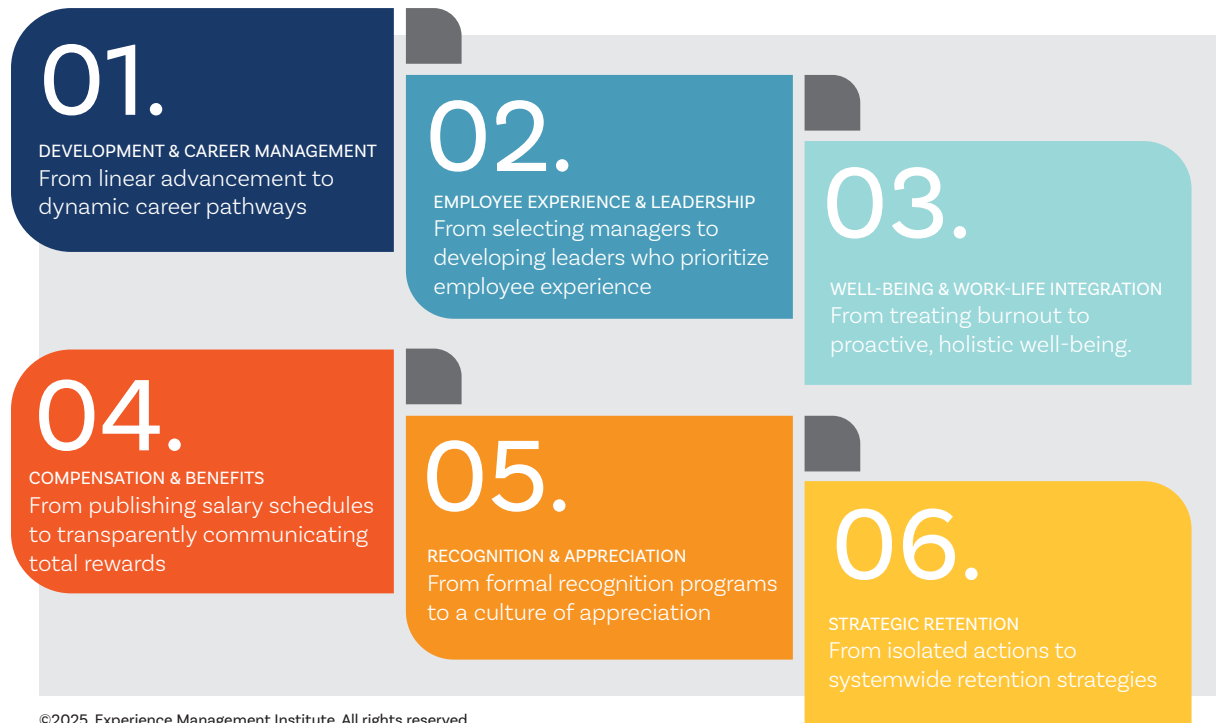 01.
DEVELOPMENT & CAREER MANAGEMENT
From linear advancement to
dynamic career pathways
02.
EMPLOYEE EXPERIENCE & LEADERSHIP
From selecting managers to
developing leaders who prioritize
employee experience
03.
WELL-BEING & WORK-LIFE INTEGRATION
From treating burnout to
proactive, holistic well-being.
04.
COMPENSATION & BENEFITS
From publishing salary schedules
to transparently communicating
total rewards
05.
RECOGNITION & APPRECIATION
From formal recognition programs
to a culture of appreciation
06.
STRATEGIC RETENTION
From isolated actions to
systemwide retention strategies
©2025, Experience Management Institute. All rights reserved.